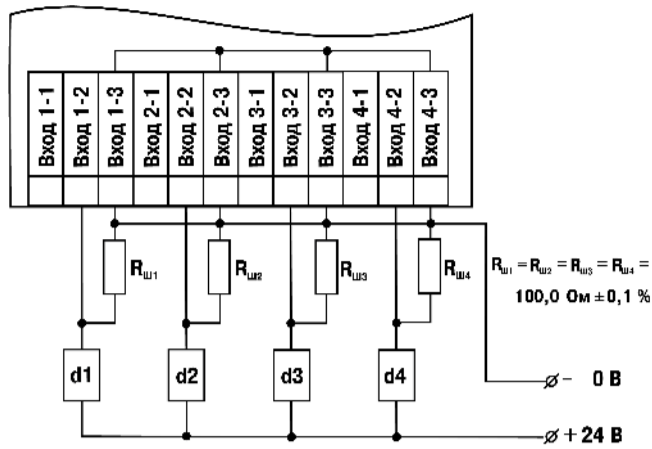 Вход 1-1
Вход 1-2
Вход 1-3
Вход 2-1
Вход 2-2
Вход 2-3
Вход 3-1
Вход 3-2
Вход 3-3
Вход 4-1
Вход 4-2
Вход 4-3
Rш1
Rш2
Rш3
Rш4
Rш1 = Rш2 = Rш3 = Rш4 =
100,0 Ом ±0,1 %
d1
d2
d3
d4
– 0 В
+ 24 В